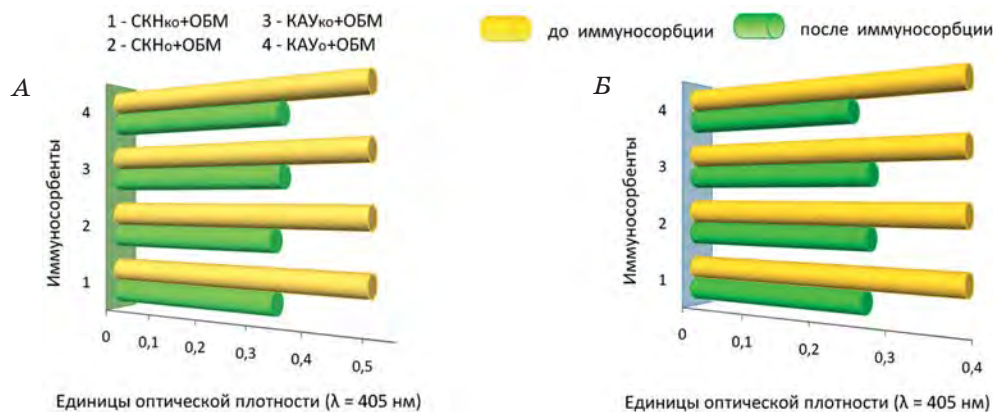 1 - СКНко+ОБМ 3 - КАУко+ОБМ
2 - СКНо+ОБМ 4 - КАУо+ОБМ
до иммуносорбции после иммуносорбции
А
Иммуносорбенты
4
3
2
1
0 0,1 0,2 0,3 0,4 0,5
Единицы оптической плотности (λ = 405 нм)
Б
Иммуносорбенты
4
3
2
1
0 0,1 0,2 0,3 0,4
Единицы оптической плотности (λ = 405 нм)